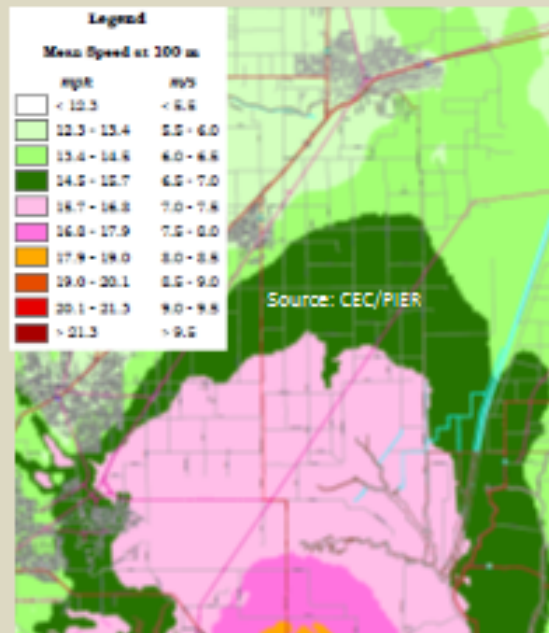 Legend
Mean Speed at 100 m
mph m/s
< 12.3 < 5.5
12.3 - 13.4 5.5 - 6.0
13.4 - 14.5 6.0 - 6.5
14.5 - 15.7 6.5 - 7.0
15.7 - 16.8 7.0 - 7.5
16.8 - 17.9 7.5 - 8.0
17.9 - 19.0 8.0 - 8.5
19.0 - 20.1 8.5 - 9.0
20.1 - 21.3 9.0 - 9.5
> 21.3 > 9.5
Source: CEC/PIER